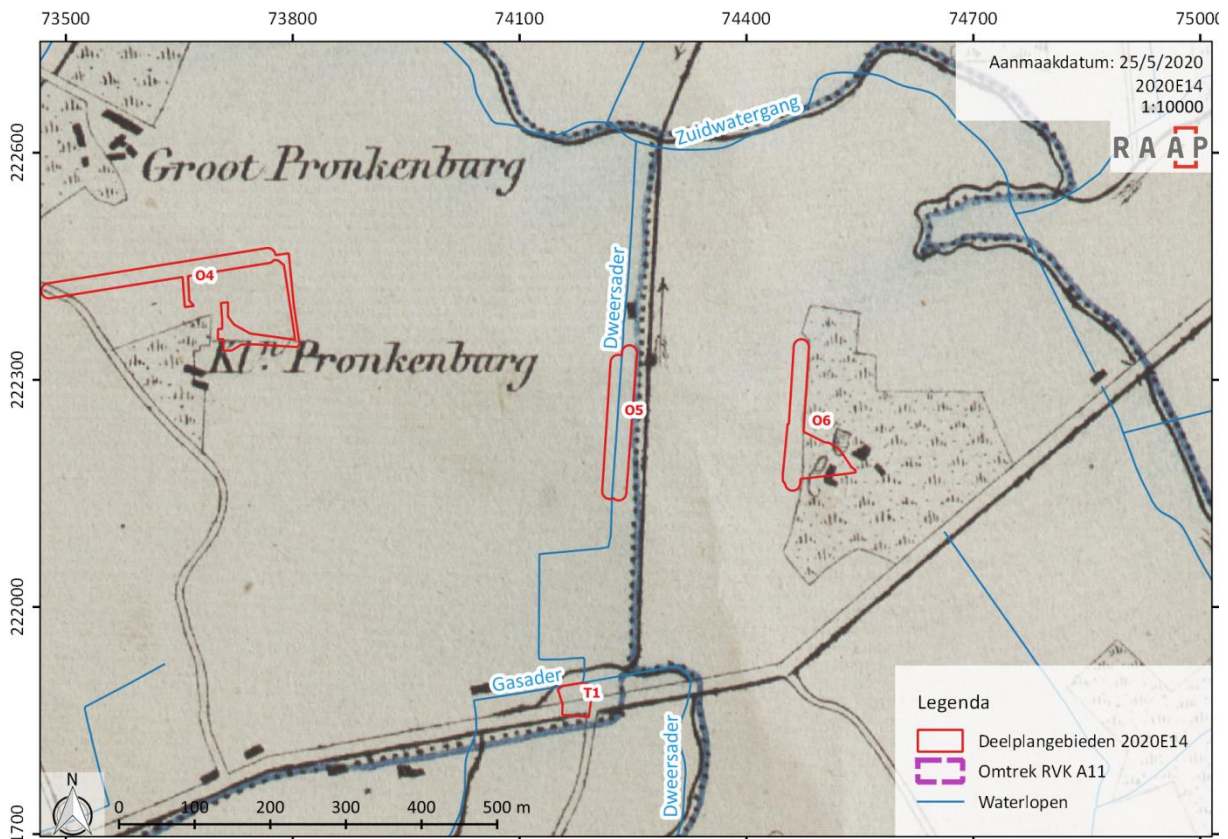 73500 73800 74100 74400 74700 75000
Aanmaakdatum: 25/5/2020
2020E14
1:10000
RAAP
222600
Zuidwatergang
Groot Pronkenburg
O4
Dweersader
222300
Kln. Pronkenburg
O5
O6
222000
Gasader
T1
Dweersader
Legenda
Deelplangebieden 2020E14
Omtrek RVK A11
Waterlopen
N
0 100 200 300 400 500 m
1700